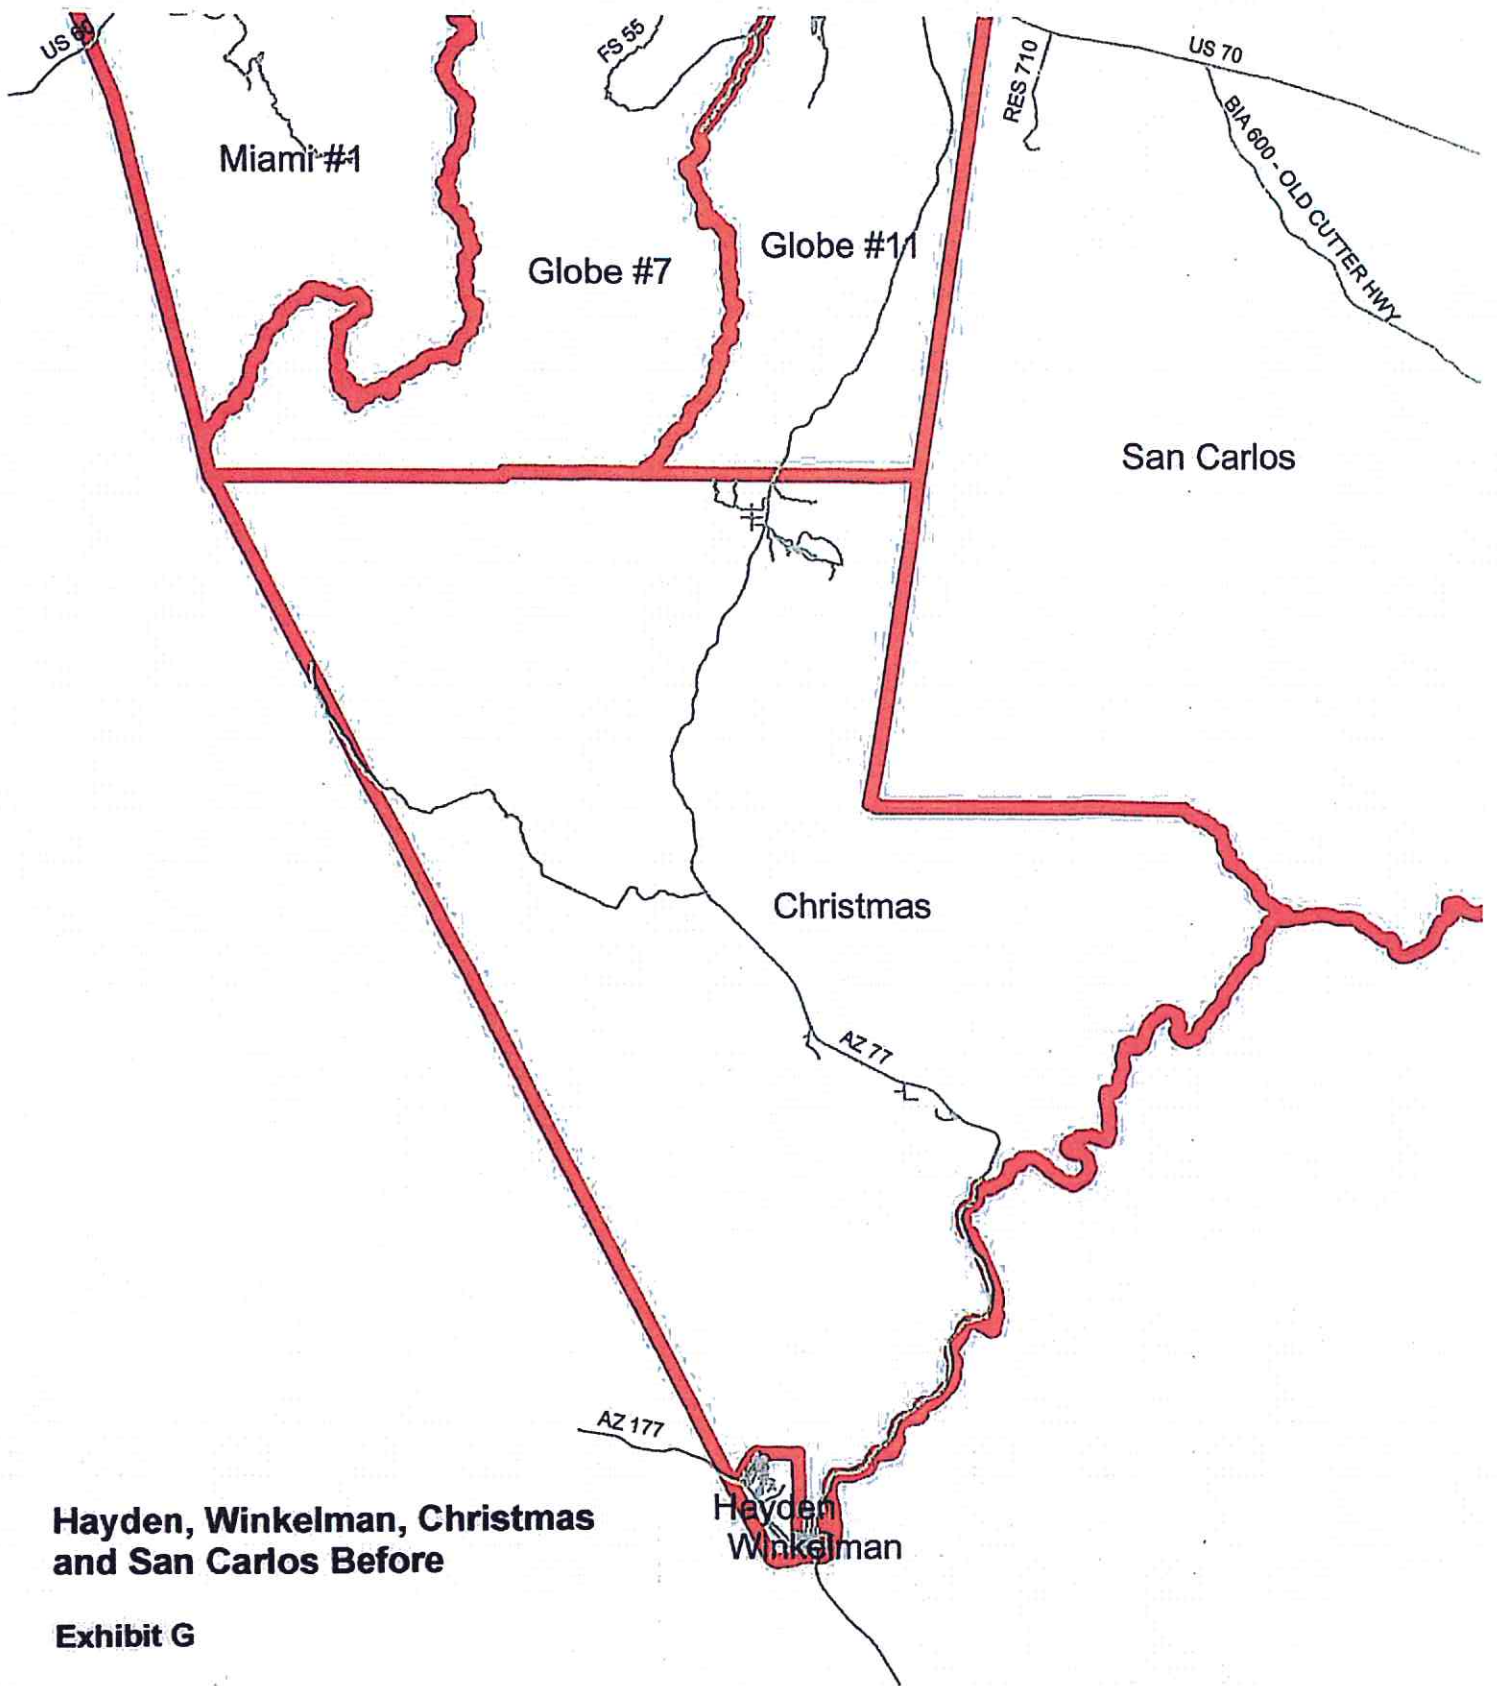 US 60
FS 55
RES 710
US 70
BIA 600 - OLD CUTTER HWY
Miami #1
Globe #7
Globe #11
San Carlos
Christmas
AZ 77
AZ 177
Hayden
Winkelman
Hayden, Winkelman, Christmas
and San Carlos Before
Exhibit G